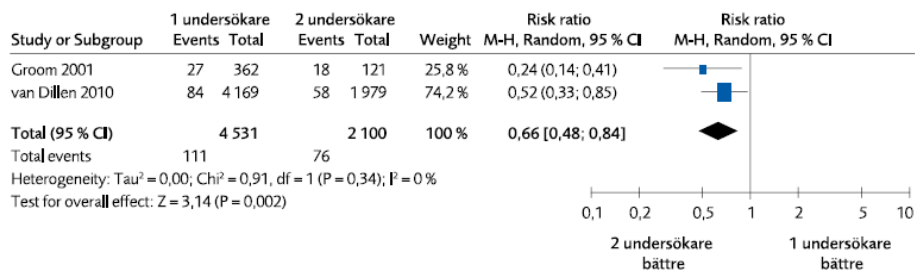 1 undersökare 2 undersökare Risk ratio Risk ratio
Study or Subgroup Events Total Events Total Weight M-H, Random, 95 % CI M-H, Random, 95 % CI
Groom 2001 27 362 18 121 25,8 % 0,24 (0,14; 0,41)
van Dillen 2010 84 4 169 58 1 979 74,2 % 0,52 (0,33; 0,85)
Total (95 % CI) 4 531 2 100 100 % 0,66 [0,48; 0,84]
Total events 111 76
Heterogeneity: Tau² = 0,00; Chi² = 0,91, df = 1 (P = 0,34); I² = 0 %
Test for overall effect: Z = 3,14 (P = 0,002)
0,1 0,2 0,5 1 2 5 10
2 undersökare 1 undersökare
bättre bättre